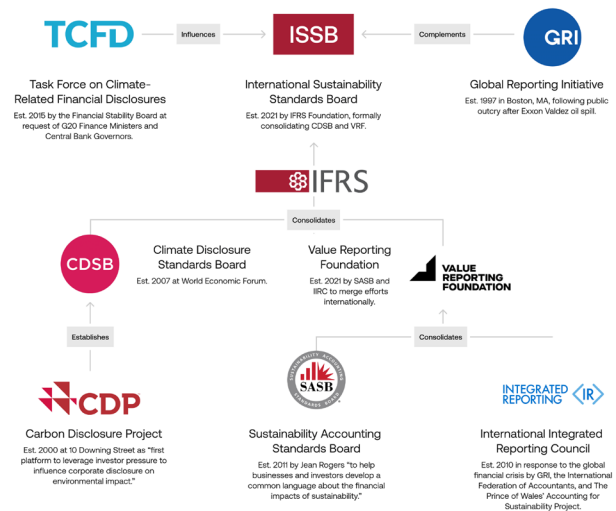 TCFD
Influences
ISSB
Complements
GRI
Task Force on Climate-
Related Financial Disclosures
Est. 2015 by the Financial Stability Board at
request of G20 Finance Ministers and
Central Bank Governors.
International Sustainability
Standards Board
Est. 2021 by IFRS Foundation, formally
consolidating CDSB and VRF.
Global Reporting Initiative
Est. 1997 in Boston, MA, following public
outcry after Exxon Valdez oil spill.
IFRS
Consolidates
CDSB
Climate Disclosure
Standards Board
Est. 2007 at World Economic Forum.
Value Reporting
Foundation
Est. 2021 by SASB and
IIRC to merge efforts
internationally.
VALUE
REPORTING
FOUNDATION
Establishes
Consolidates
CDP
SUSTAINABILITY ACCOUNTING
SASB
STANDARDS BOARD
INTEGRATED
REPORTING
<IR>
Carbon Disclosure Project
Est. 2000 at 10 Downing Street as “first
platform to leverage investor pressure to
influence corporate disclosure on
environmental impact.”
Sustainability Accounting
Standards Board
Est. 2011 by Jean Rogers “to help
businesses and investors develop a
common language about the financial
impacts of sustainability.”
International Integrated
Reporting Council
Est. 2010 in response to the global
financial crisis by GRI, the International
Federation of Accountants, and The
Prince of Wales’ Accounting for
Sustainability Project.